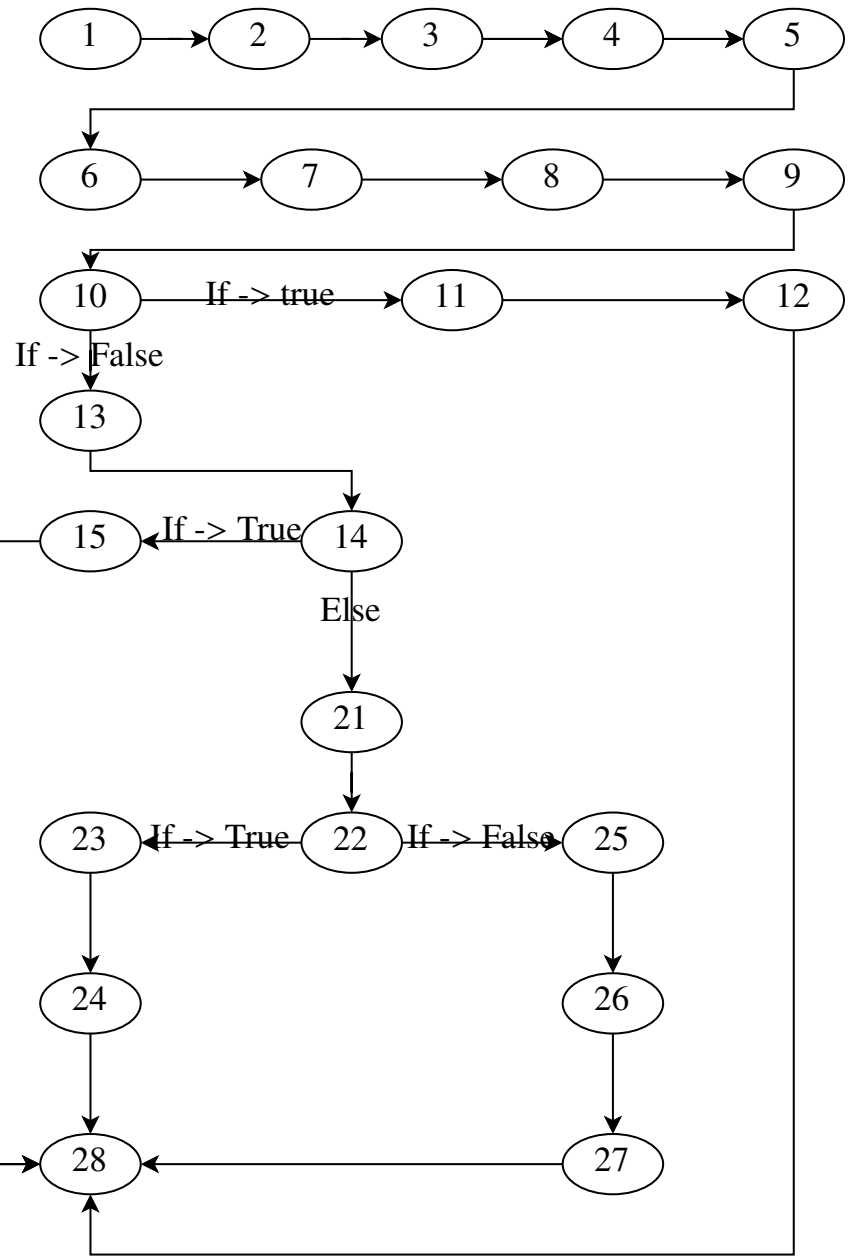 1 2 3 4 5
6 7 8 9
10 If -> true 11 12
If -> False
13
15 If -> True 14
Else
21
23 If -> True 22 If -> False 25
24 26
28 27